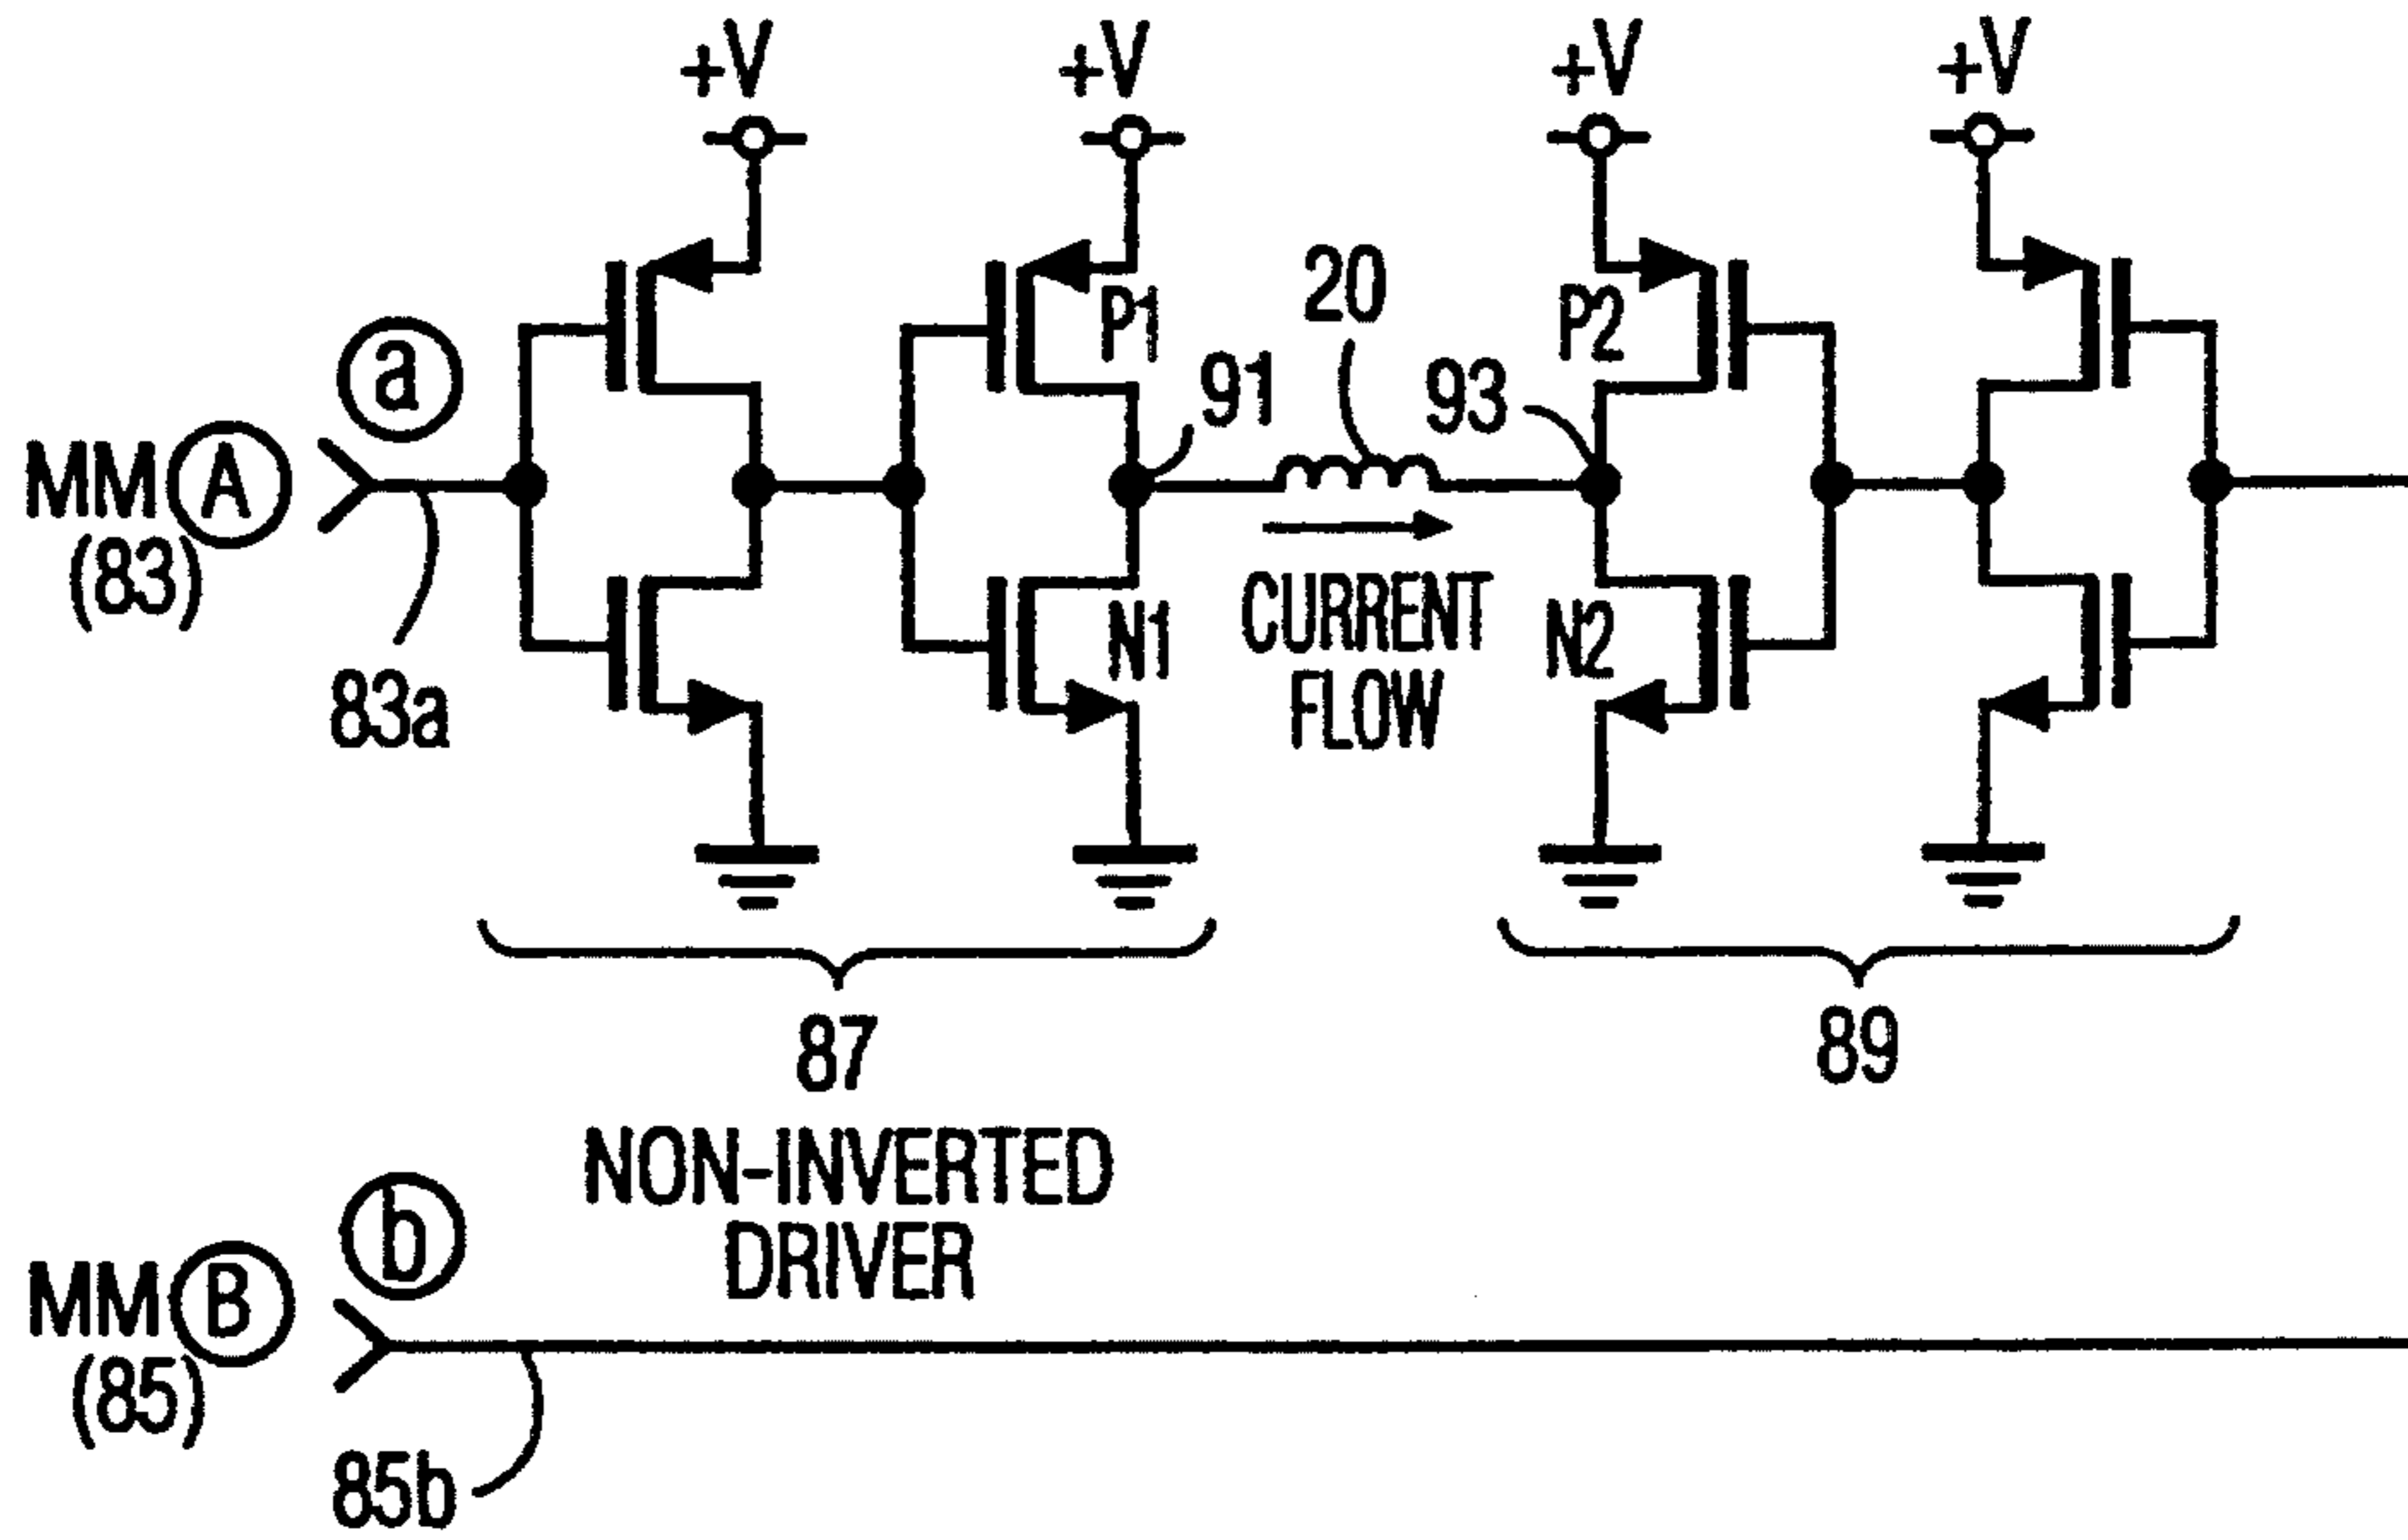 +V +V +V +V
P1 20 P2
a
91 93
MM A
(83)
CURRENT
FLOW
N1 N2
83a
87 89
NON-INVERTED
DRIVER
b
MM B
(85)
85b